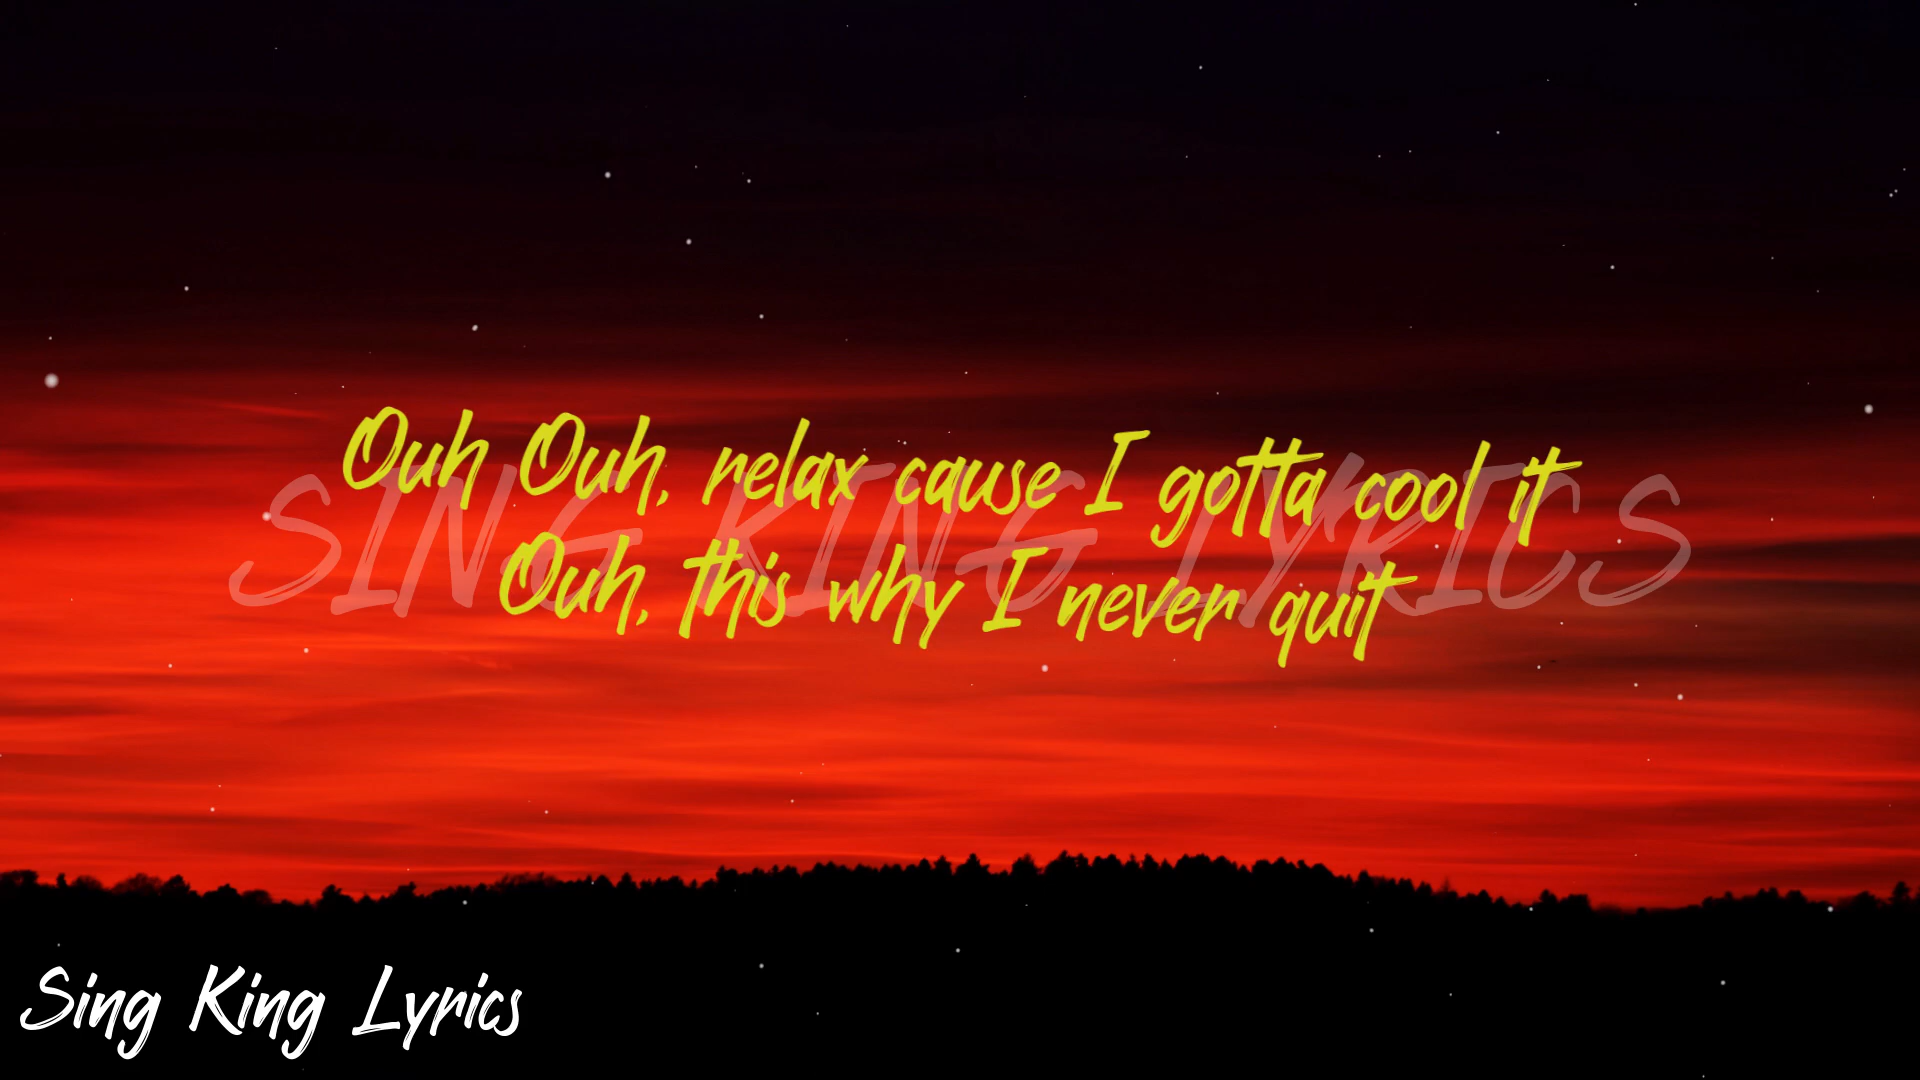 Ouh Ouh, relax cause I gotta cool it
SING KING LYRICS
Ouh, this why I never quit
Sing King Lyrics